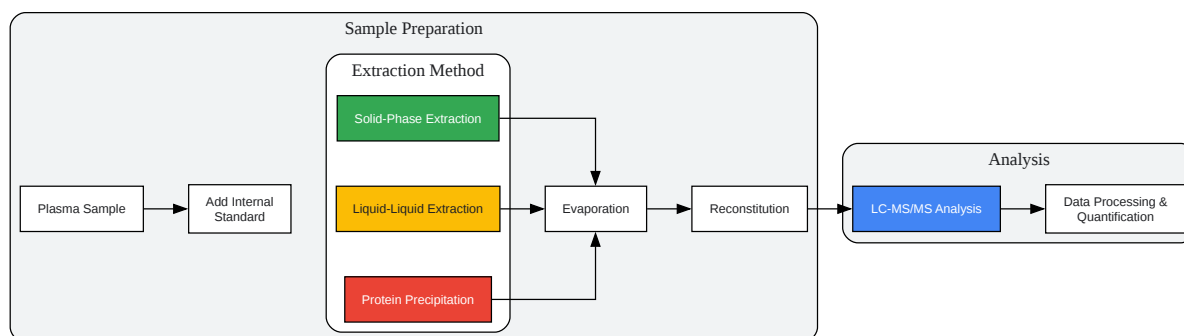 Sample Preparation
Extraction Method
Solid-Phase Extraction
Analysis
Plasma Sample
Add Internal
Standard
Liquid-Liquid Extraction
Evaporation
Reconstitution
LC-MS/MS Analysis
Data Processing &
Quantification
Protein Precipitation